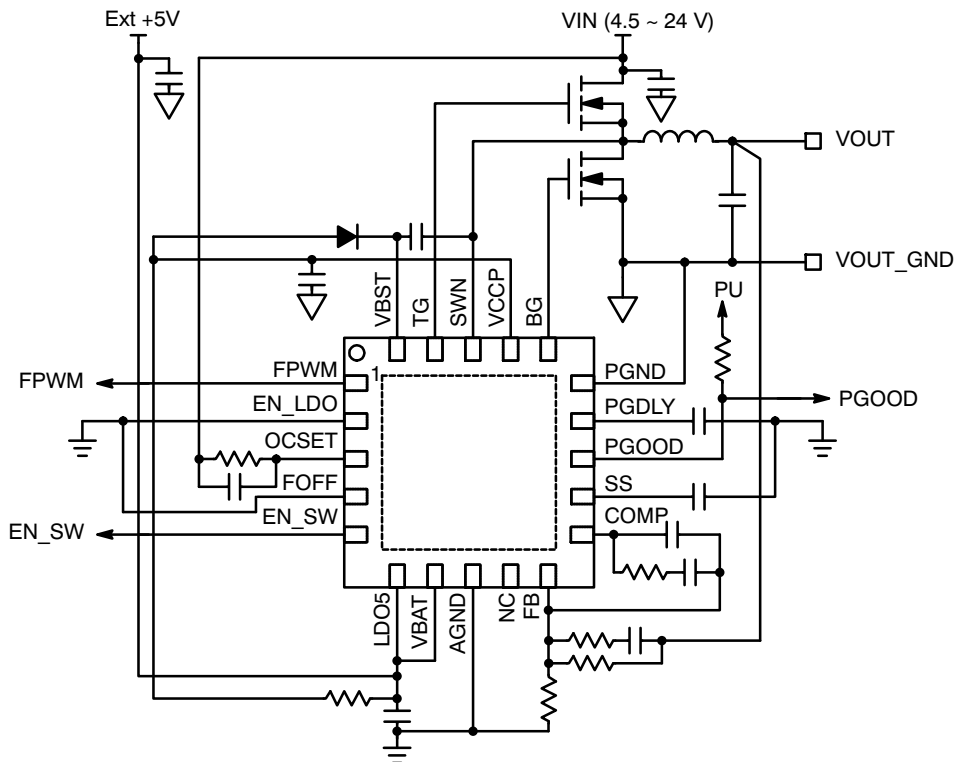 Ext +5V
VIN (4.5 ~ 24 V)
VOUT
VOUT_GND
VBST
TG
SWN
VCCP
BG
PU
FPWM
FPWM
1
PGND
EN_LDO
PGDLY
PGOOD
OCSET
PGOOD
FOFF
SS
EN_SW
EN_SW
COMP
LDO5
VBAT
AGND
NC
FB